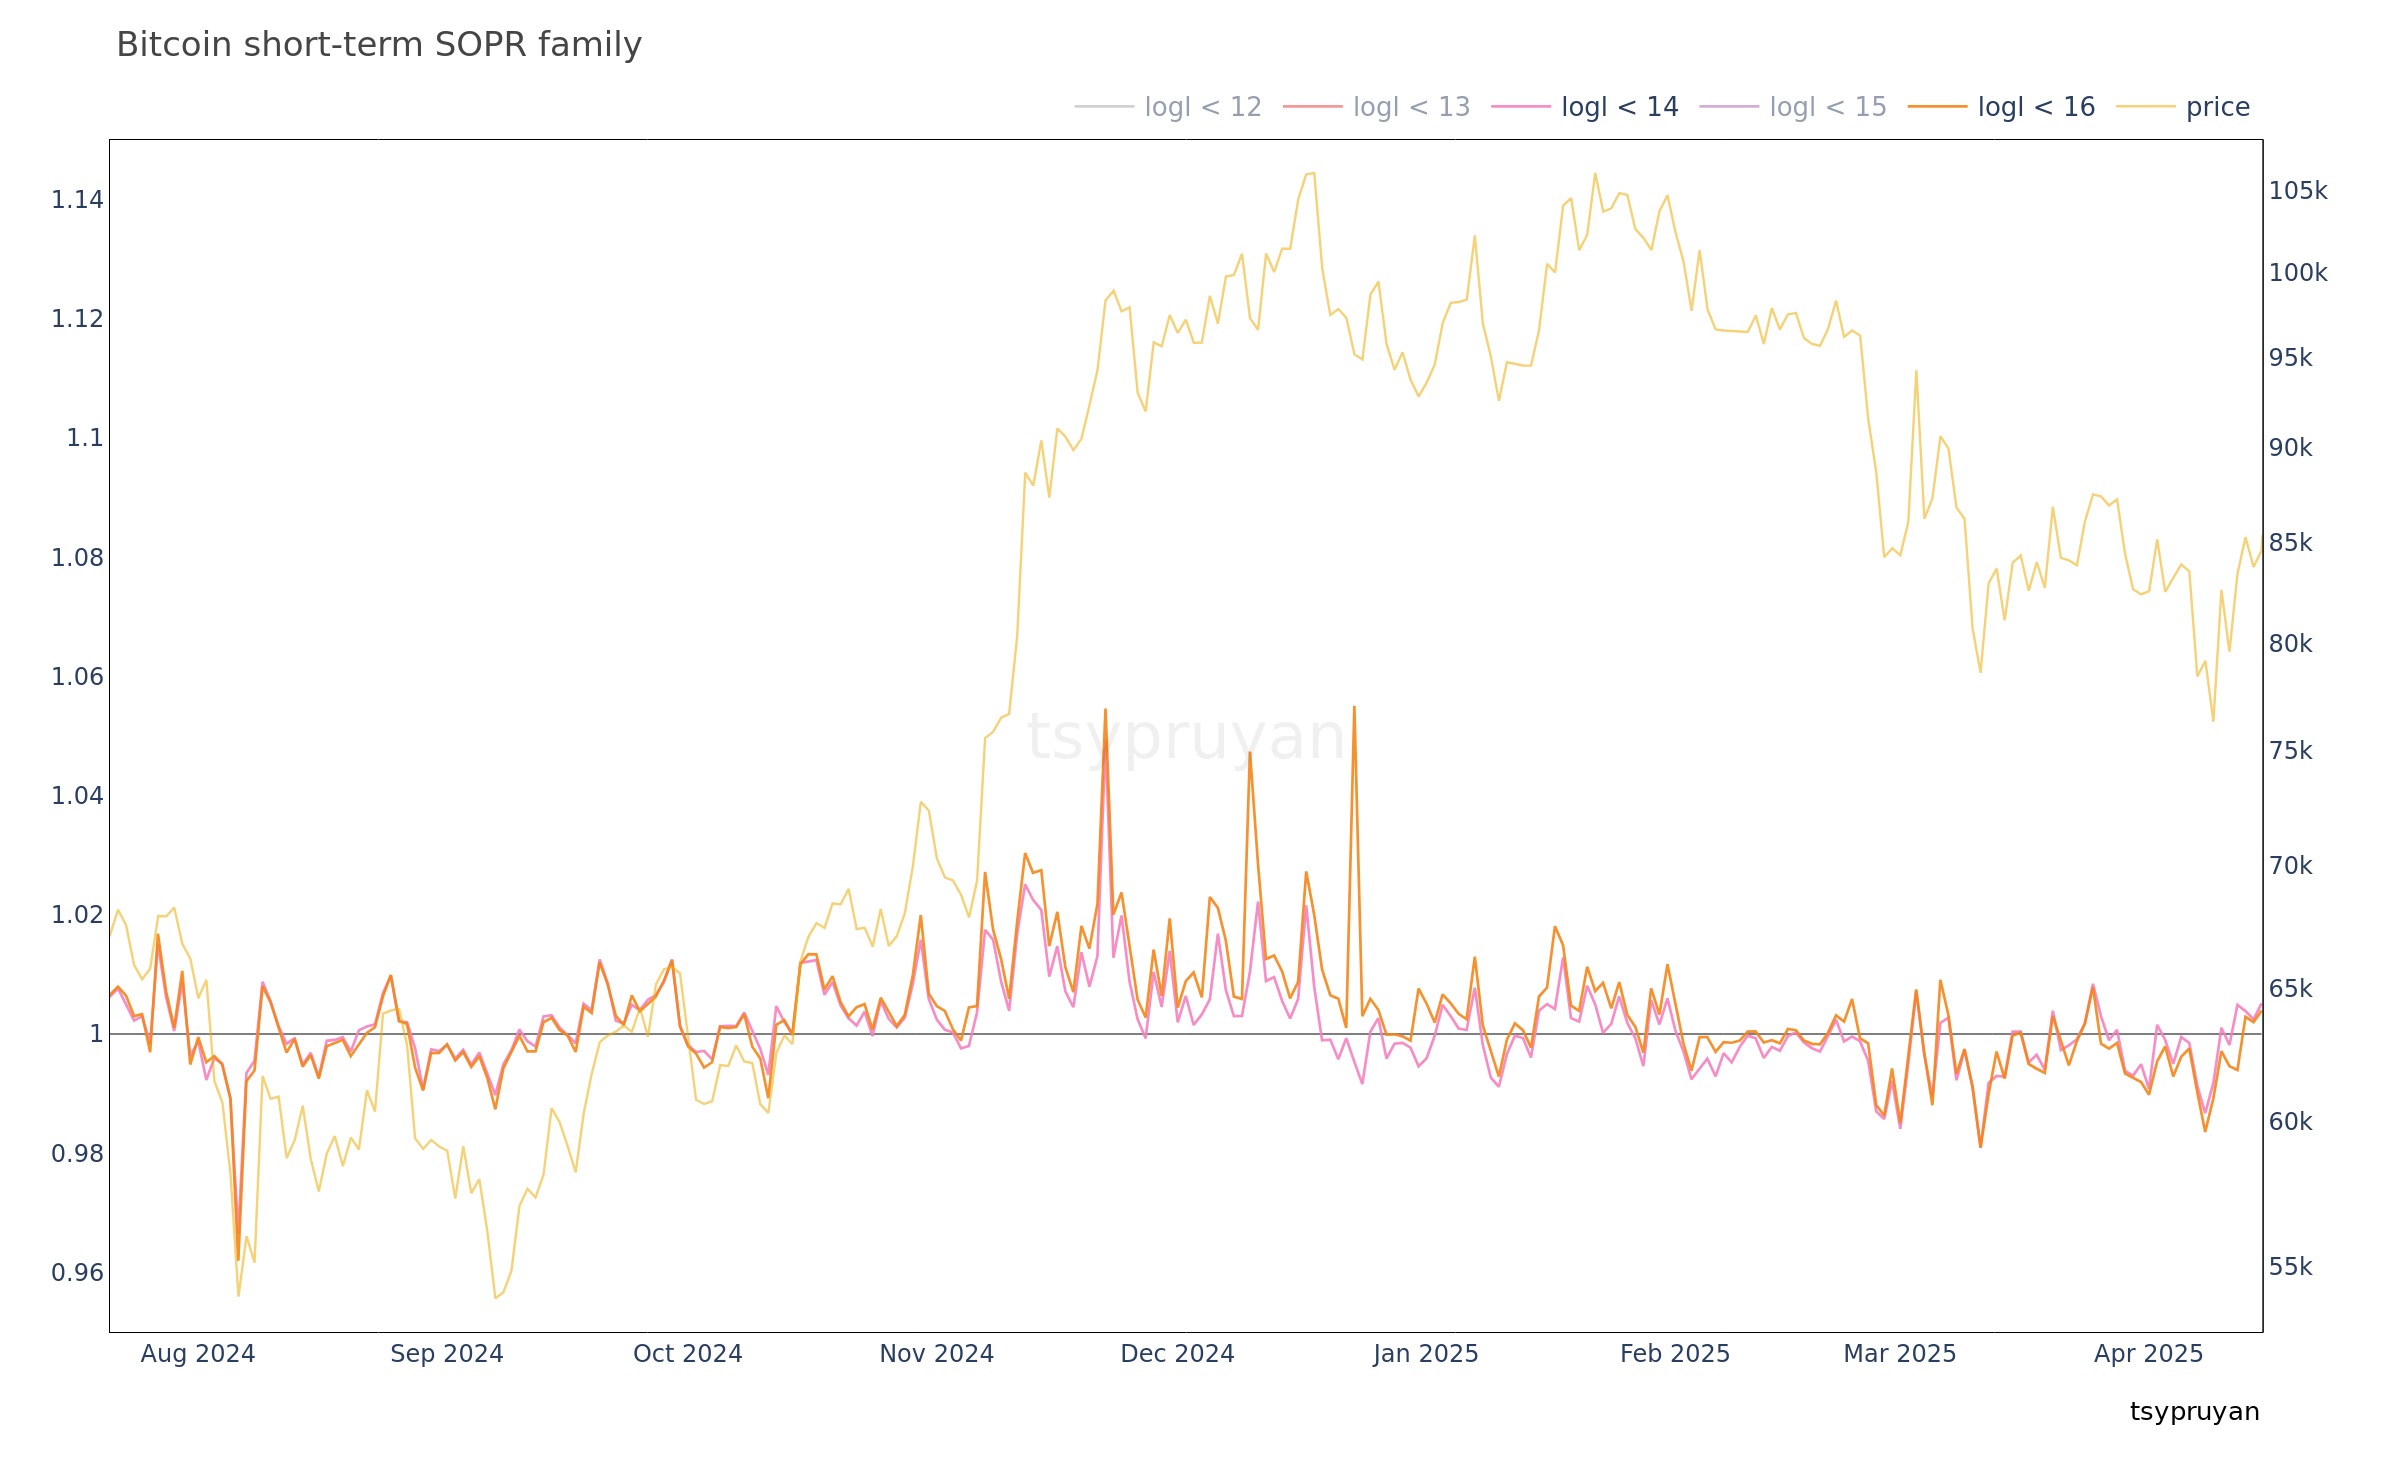 Bitcoin short-term SOPR family
logl < 12 logl < 13 logl < 14 logl < 15 logl < 16 price
1.14 105k
100k
1.12
95k
1.1 90k
1.08 85k
1.06 80k
tsypruyan
75k
1.04
70k
1.02
65k
1
60k
0.98
0.96 55k
Aug 2024 Sep 2024 Oct 2024 Nov 2024 Dec 2024 Jan 2025 Feb 2025 Mar 2025 Apr 2025
tsypruyan